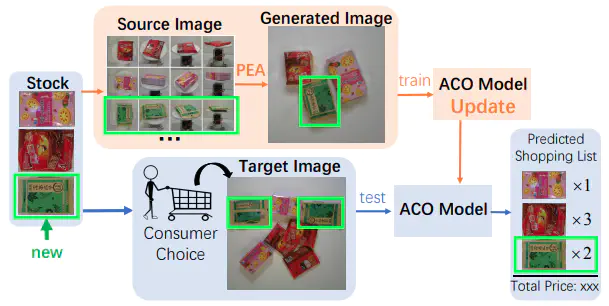 Source Image
Generated Image
Stock
PEA
...
train
ACO Model
Update
new
Consumer
Choice
Target Image
test
ACO Model
Predicted
Shopping List
×1
×3
×2
Total Price: xxx